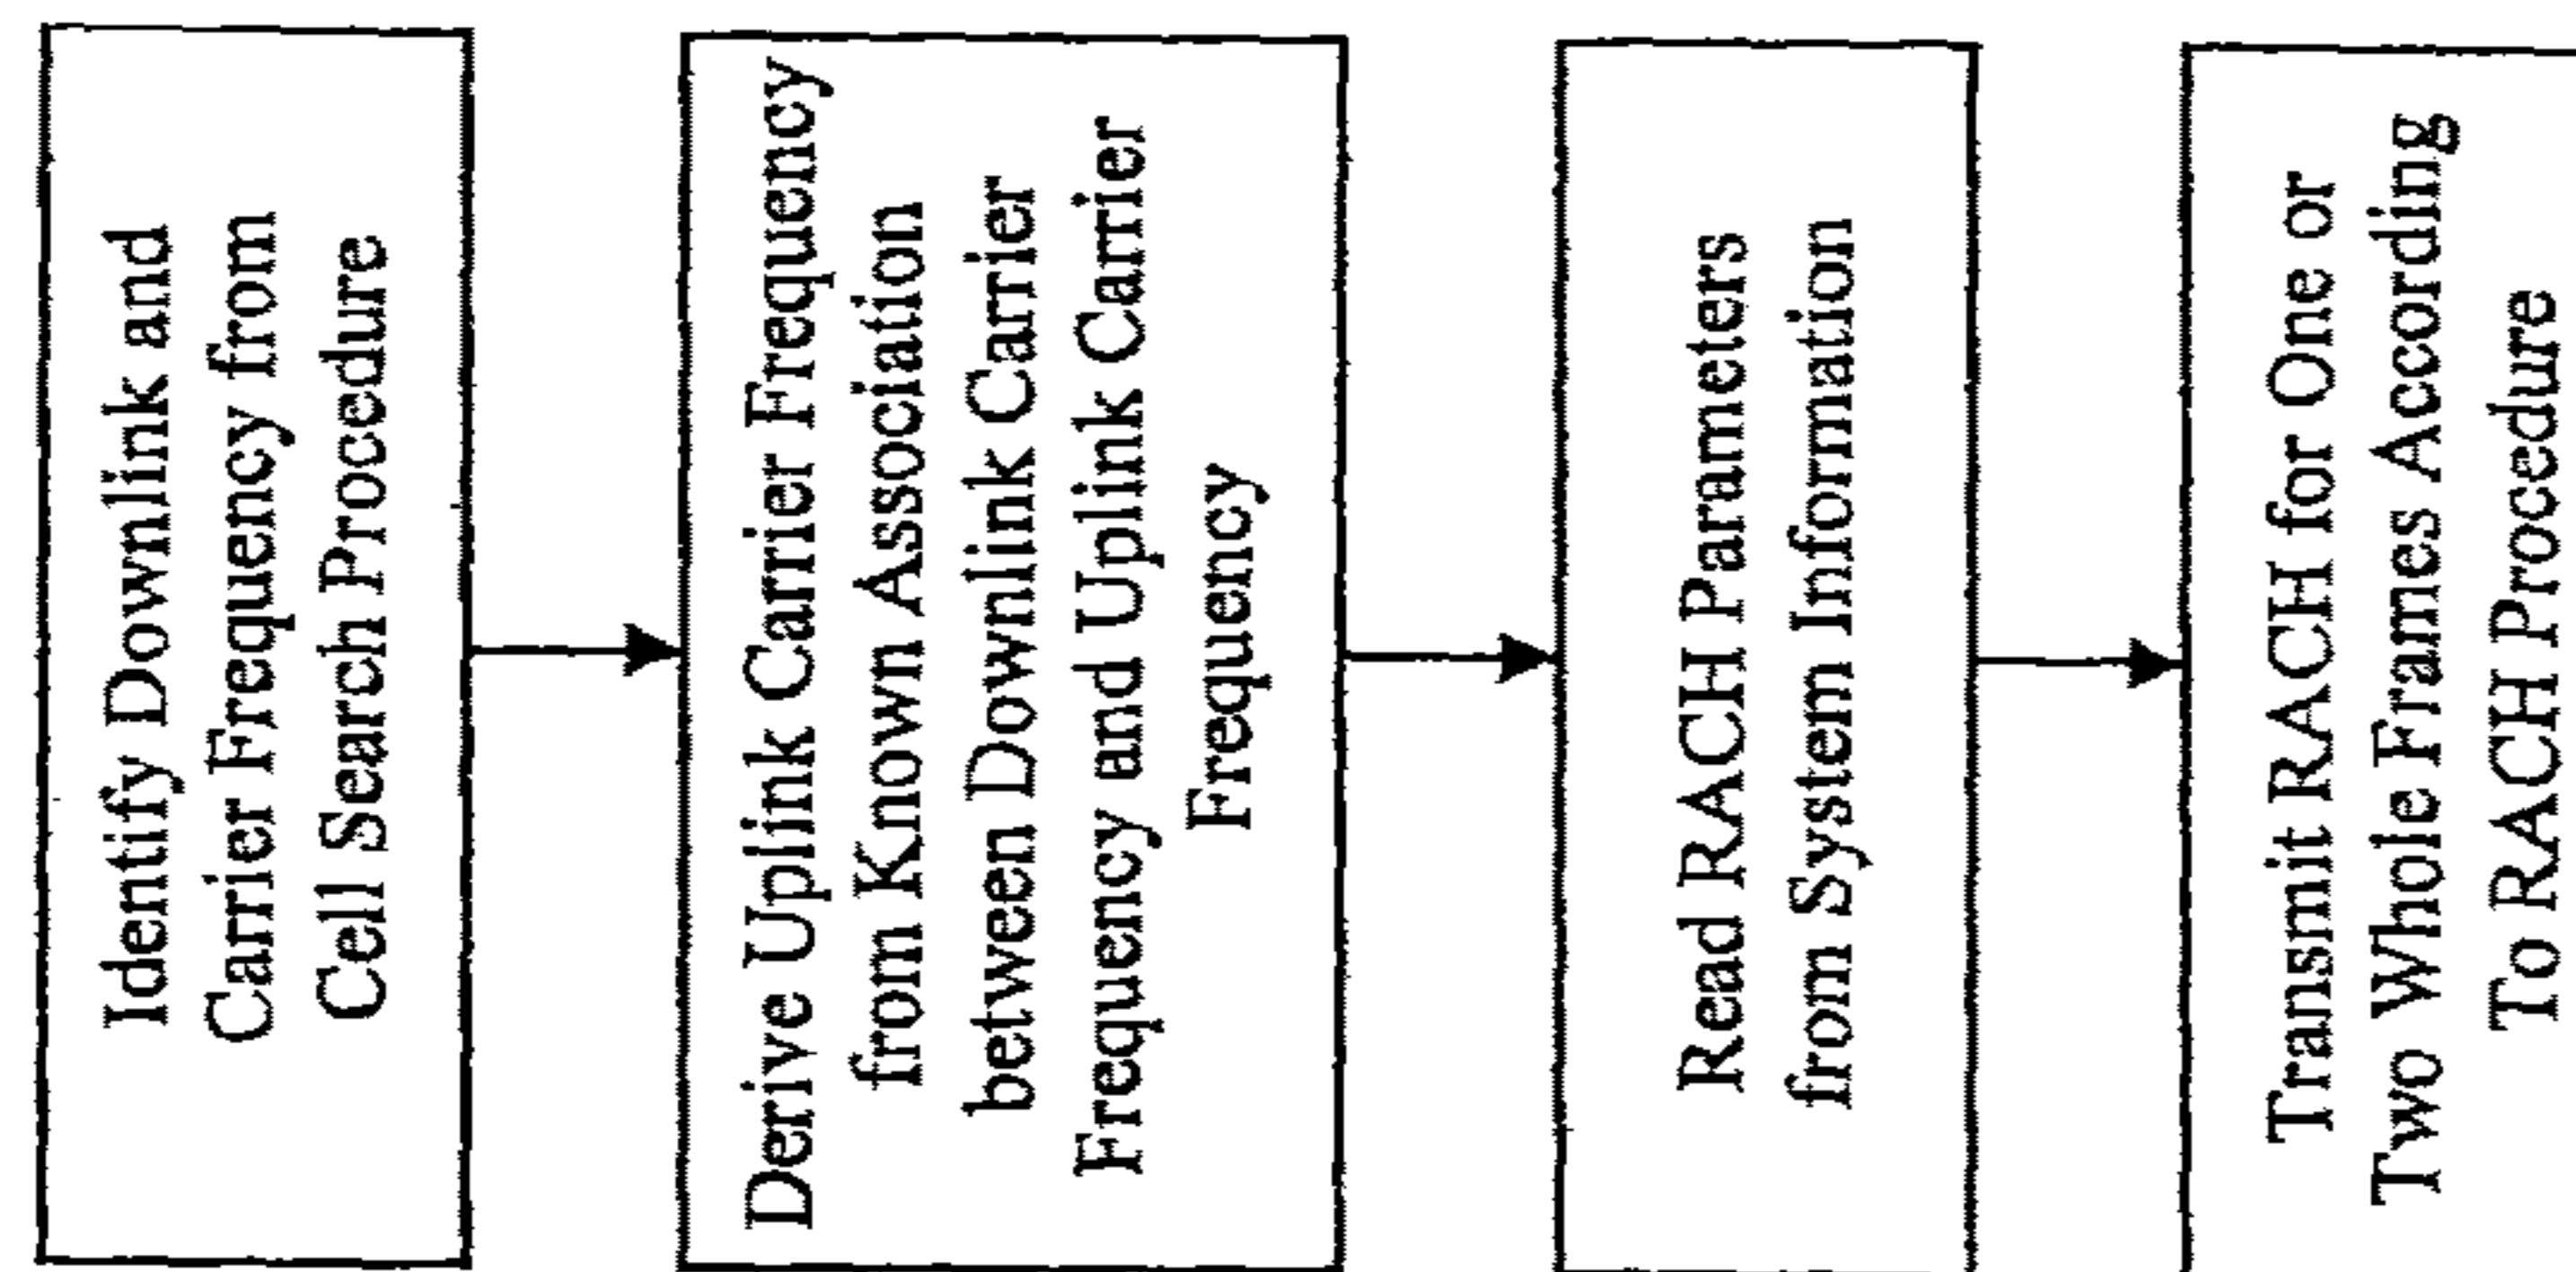 Identify Downlink and
Carrier Frequency from
Cell Search Procedure
Derive Uplink Carrier Frequency
from Known Association
between Downlink Carrier
Frequency and Uplink Carrier
Frequency
Read RACH Parameters
from System Information
Transmit RACH for One or
Two Whole Frames According
To RACH Procedure